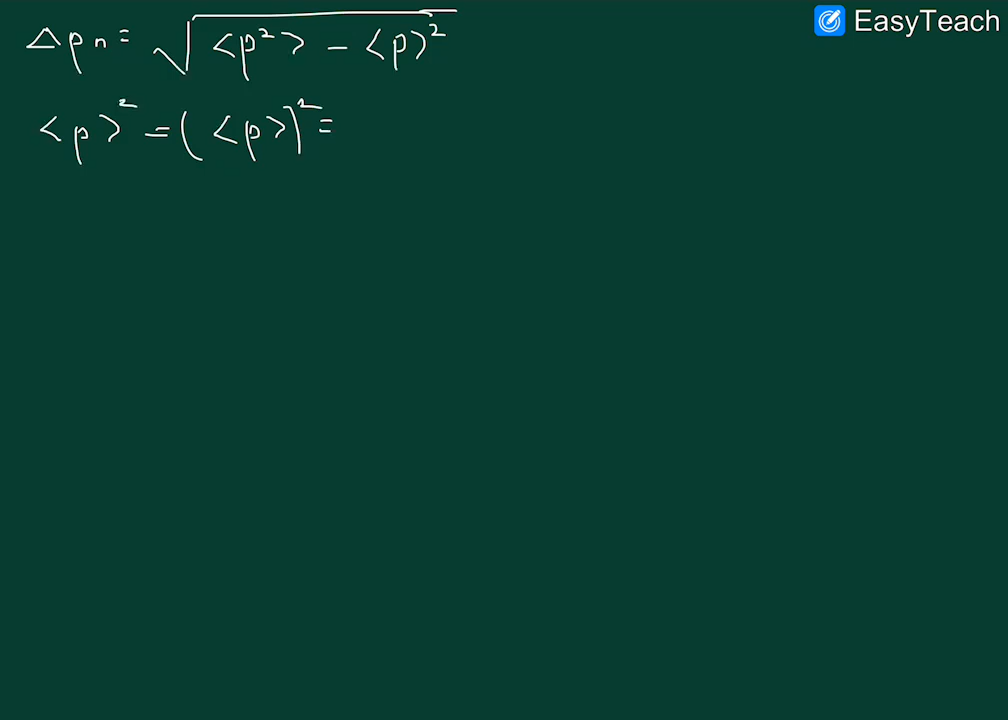 EasyTeach
Δpn = √(<p²> − <p>²)
<p>² = (<p>)² =